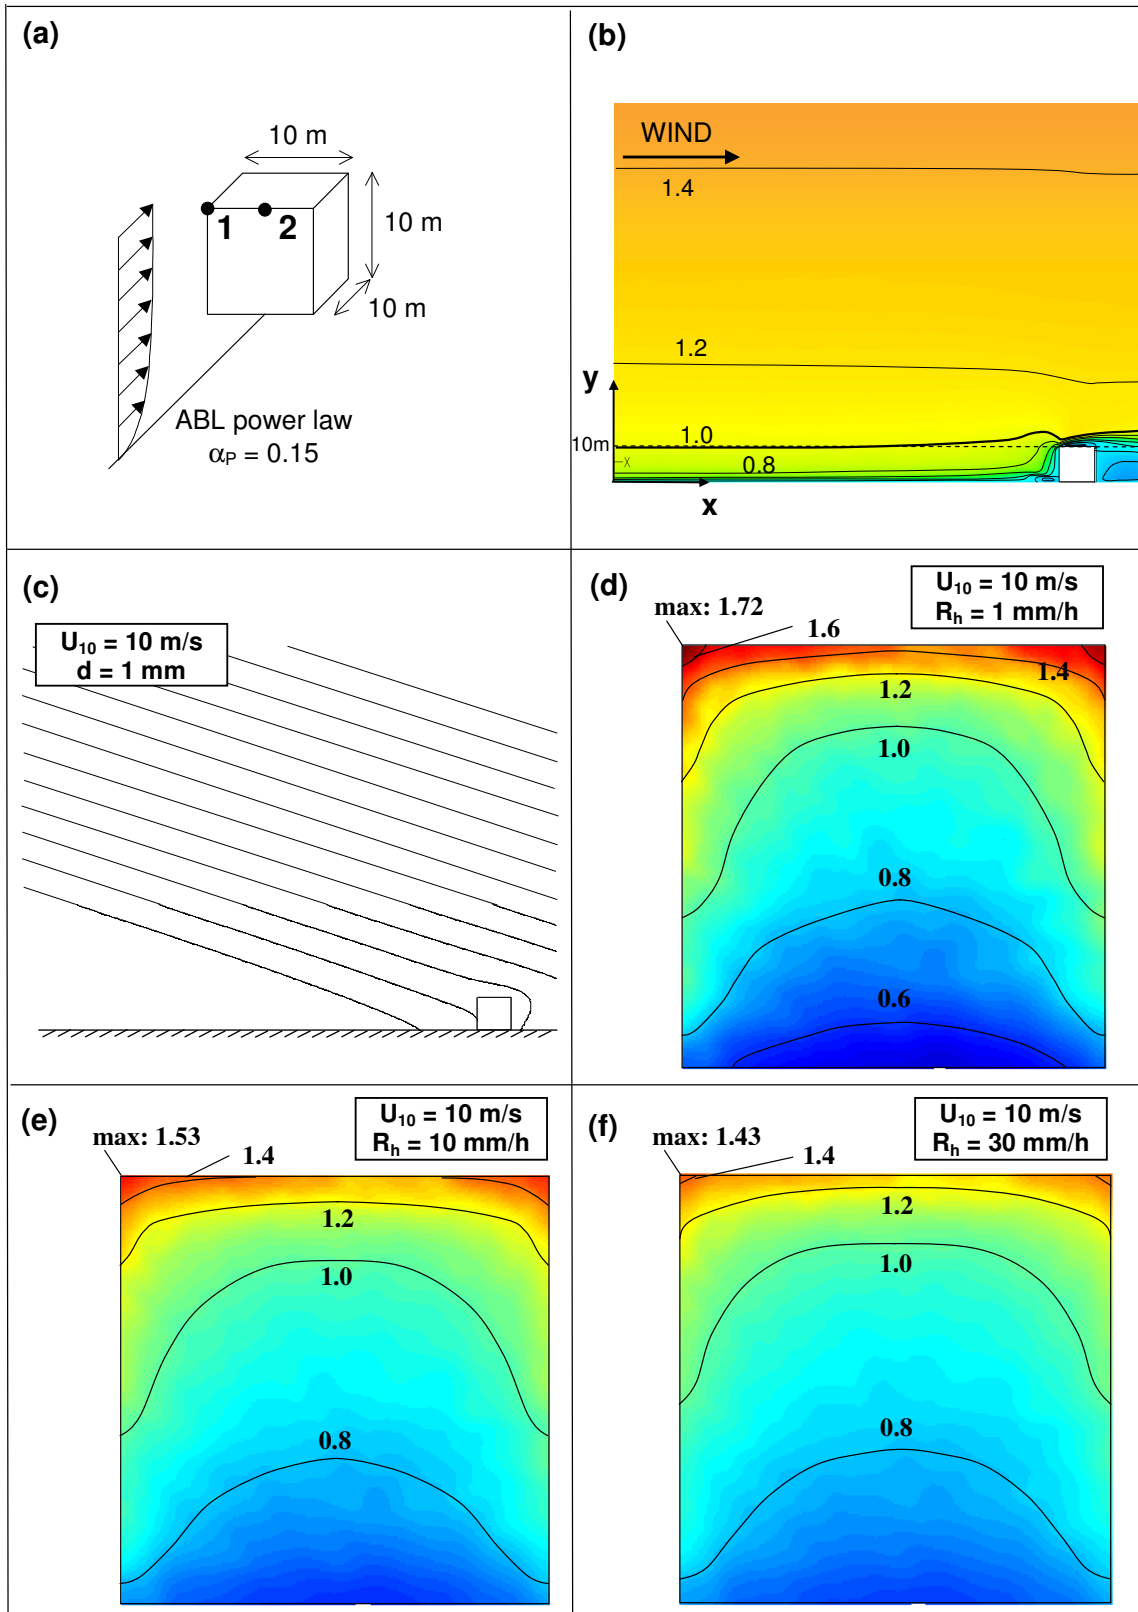 (a)
10 m
1
2
10 m
10 m
ABL power law
αP = 0.15
(b)
WIND
1.4
1.2
y
1.0
10m
X
0.8
x
(c)
U10 = 10 m/s
d = 1 mm
(d)
U10 = 10 m/s
Rh = 1 mm/h
max: 1.72
1.6
1.4
1.2
1.0
0.8
0.6
(e)
U10 = 10 m/s
Rh = 10 mm/h
max: 1.53
1.4
1.2
1.0
0.8
(f)
U10 = 10 m/s
Rh = 30 mm/h
max: 1.43
1.4
1.2
1.0
0.8